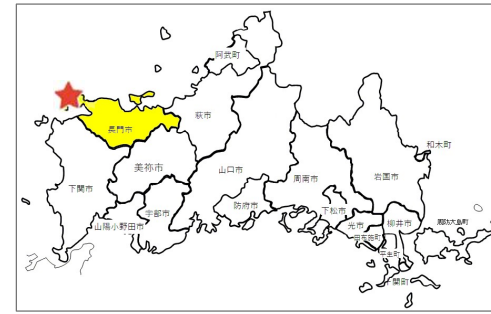 阿武町
萩市
長門市
和木町
美祢市
山口市
岩国市
下関市
周南市
防府市
下松市
宇部市
光市
柳井市
周防大島町
山陽小野田市
田布施町
平生町
関町